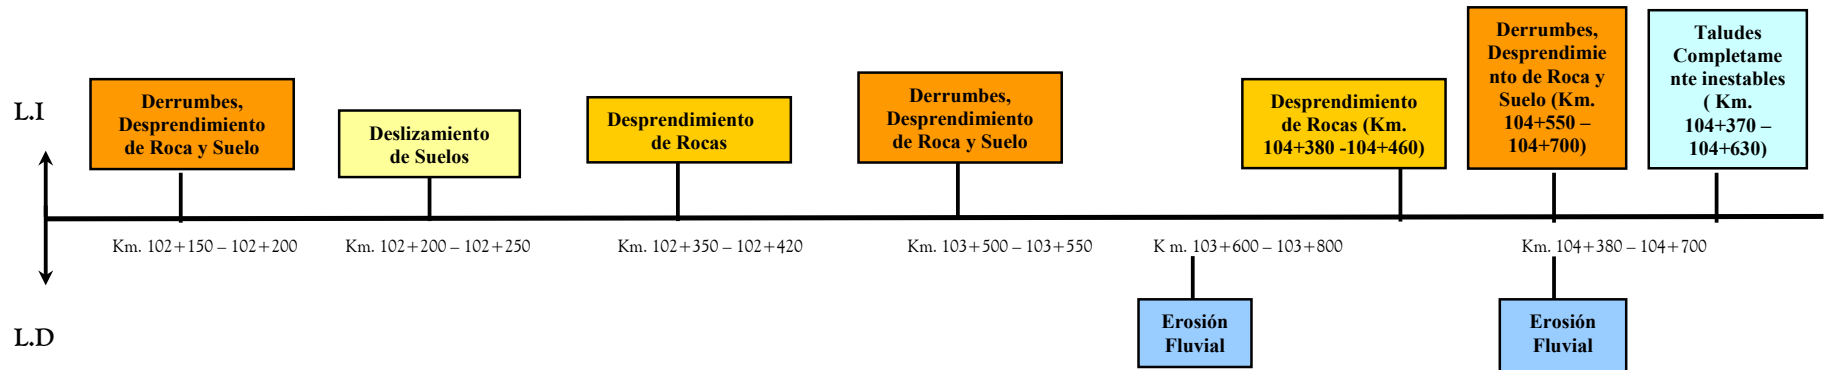 L.I
Derrumbes,
Desprendimiento
de Roca y Suelo
Deslizamiento
de Suelos
Desprendimiento
de Rocas
Derrumbes,
Desprendimiento
de Roca y Suelo
Desprendimiento
de Rocas (Km.
104+380 -104+460)
Derrumbes,
Desprendimie
nto de Roca y
Suelo (Km.
104+550 –
104+700)
Taludes
Completame
nte inestables
( Km.
104+370 –
104+630)
Km. 102+150 – 102+200
Km. 102+200 – 102+250
Km. 102+350 – 102+420
Km. 103+500 – 103+550
K m. 103+600 – 103+800
Km. 104+380 – 104+700
L.D
Erosión
Fluvial
Erosión
Fluvial